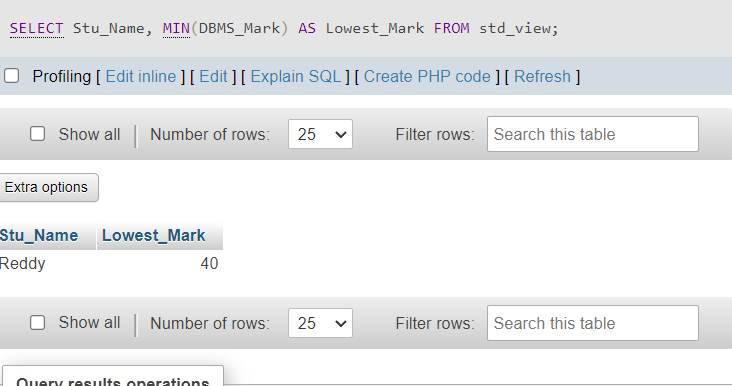 SELECT Stu_Name, MIN(DBMS_Mark) AS Lowest_Mark FROM std_view;
Profiling [ Edit inline ] [ Edit ] [ Explain SQL ] [ Create PHP code ] [ Refresh ]
Show all Number of rows: 25 Filter rows: Search this table
Extra options
Stu_Name Lowest_Mark
Reddy 40
Show all Number of rows: 25 Filter rows: Search this table
Query results operations